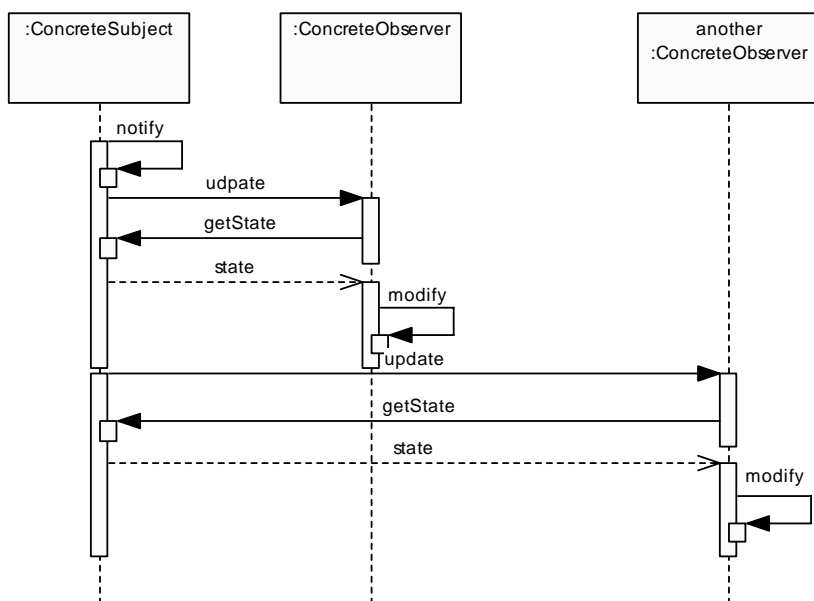 :ConcreteSubject
:ConcreteObserver
another
:ConcreteObserver
notify
udpate
getState
state
modify
update
getState
state
modify